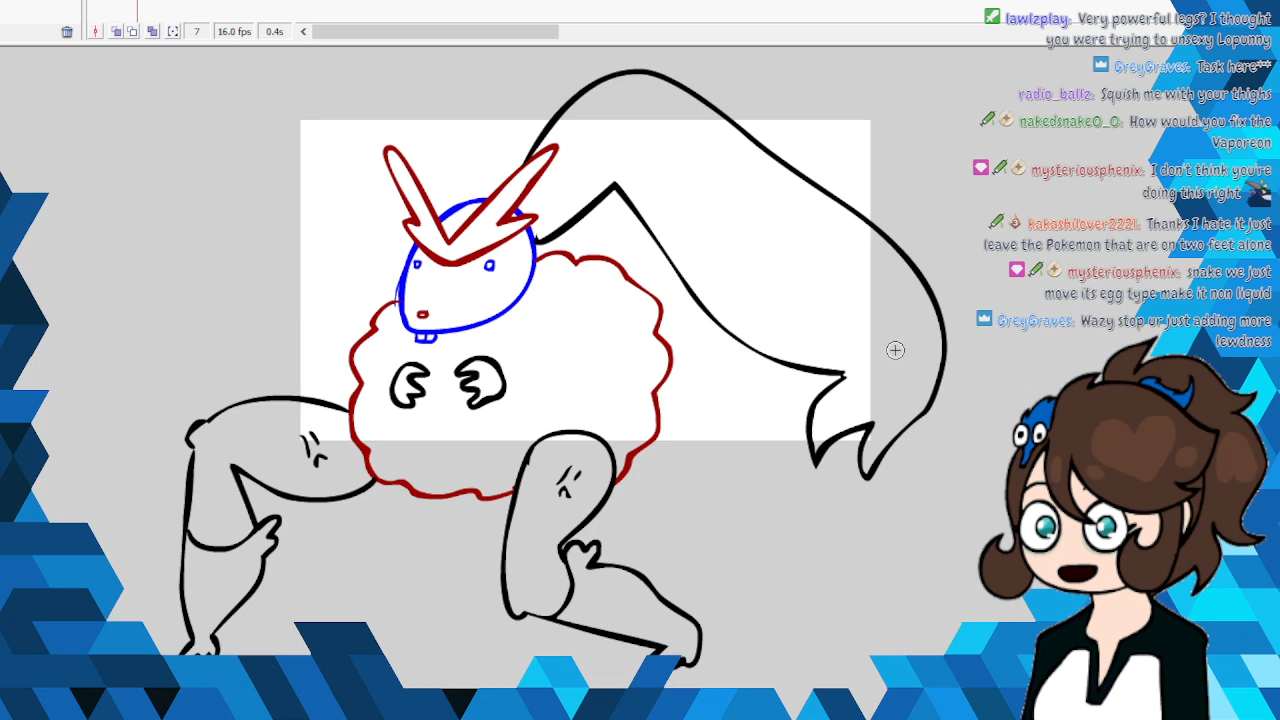 7 16.0 fps 0.4s
lawlzplay: Very powerful legs? I thought
you were trying to unsexy Lopunny
GreyGraves: Task here**
radio_ballz: Squish me with your thighs
nakedsnakeO_O: How would you fix the
Vaporeon
mysteriousphenix: I don't think you're
doing this right
kakashilover222l: Thanks I hate it just
leave the Pokemon that are on two feet alone
mysteriousphenix: snake we just
move its egg type make it non liquid
GreyGraves: Wazy stop ur just adding more
lewdness